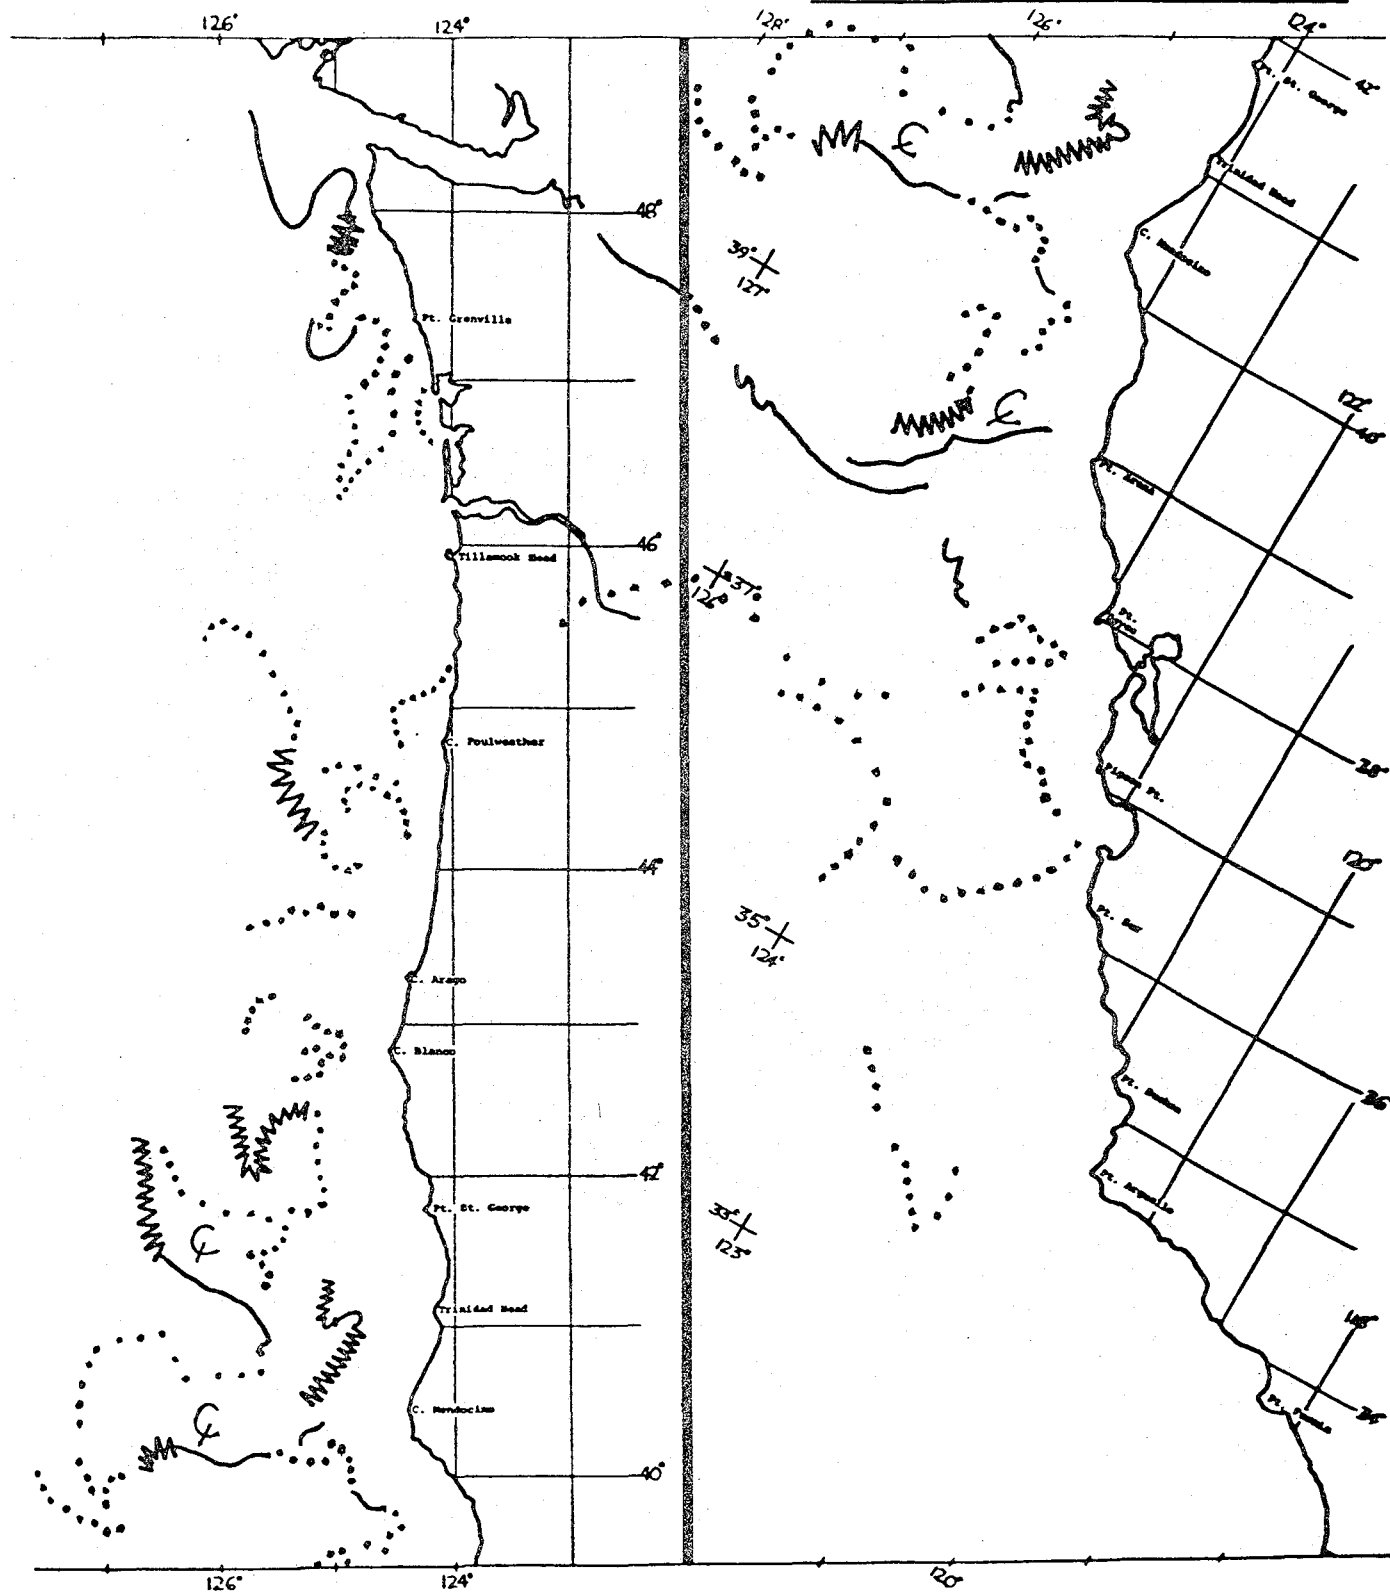 126°
124°
128°
126°
124°
42°
Pt. St. George
Trinidad Head
48°
C. Mendocino
39°
127°
Pt. Grenville
122°
40°
Pt. Arena
46°
Tillamook Head
37°
126°
Pt.
Reyes
C. Foulweather
38°
Pigeon Pt.
44°
120°
35°
124°
Pt. Sur
C. Arago
C. Blanco
Pt. Buchon
36°
42°
Pt. Arguello
Pt. St. George
33°
123°
Trinidad Head
118°
C. Mendocino
34°
40°
126°
124°
120°